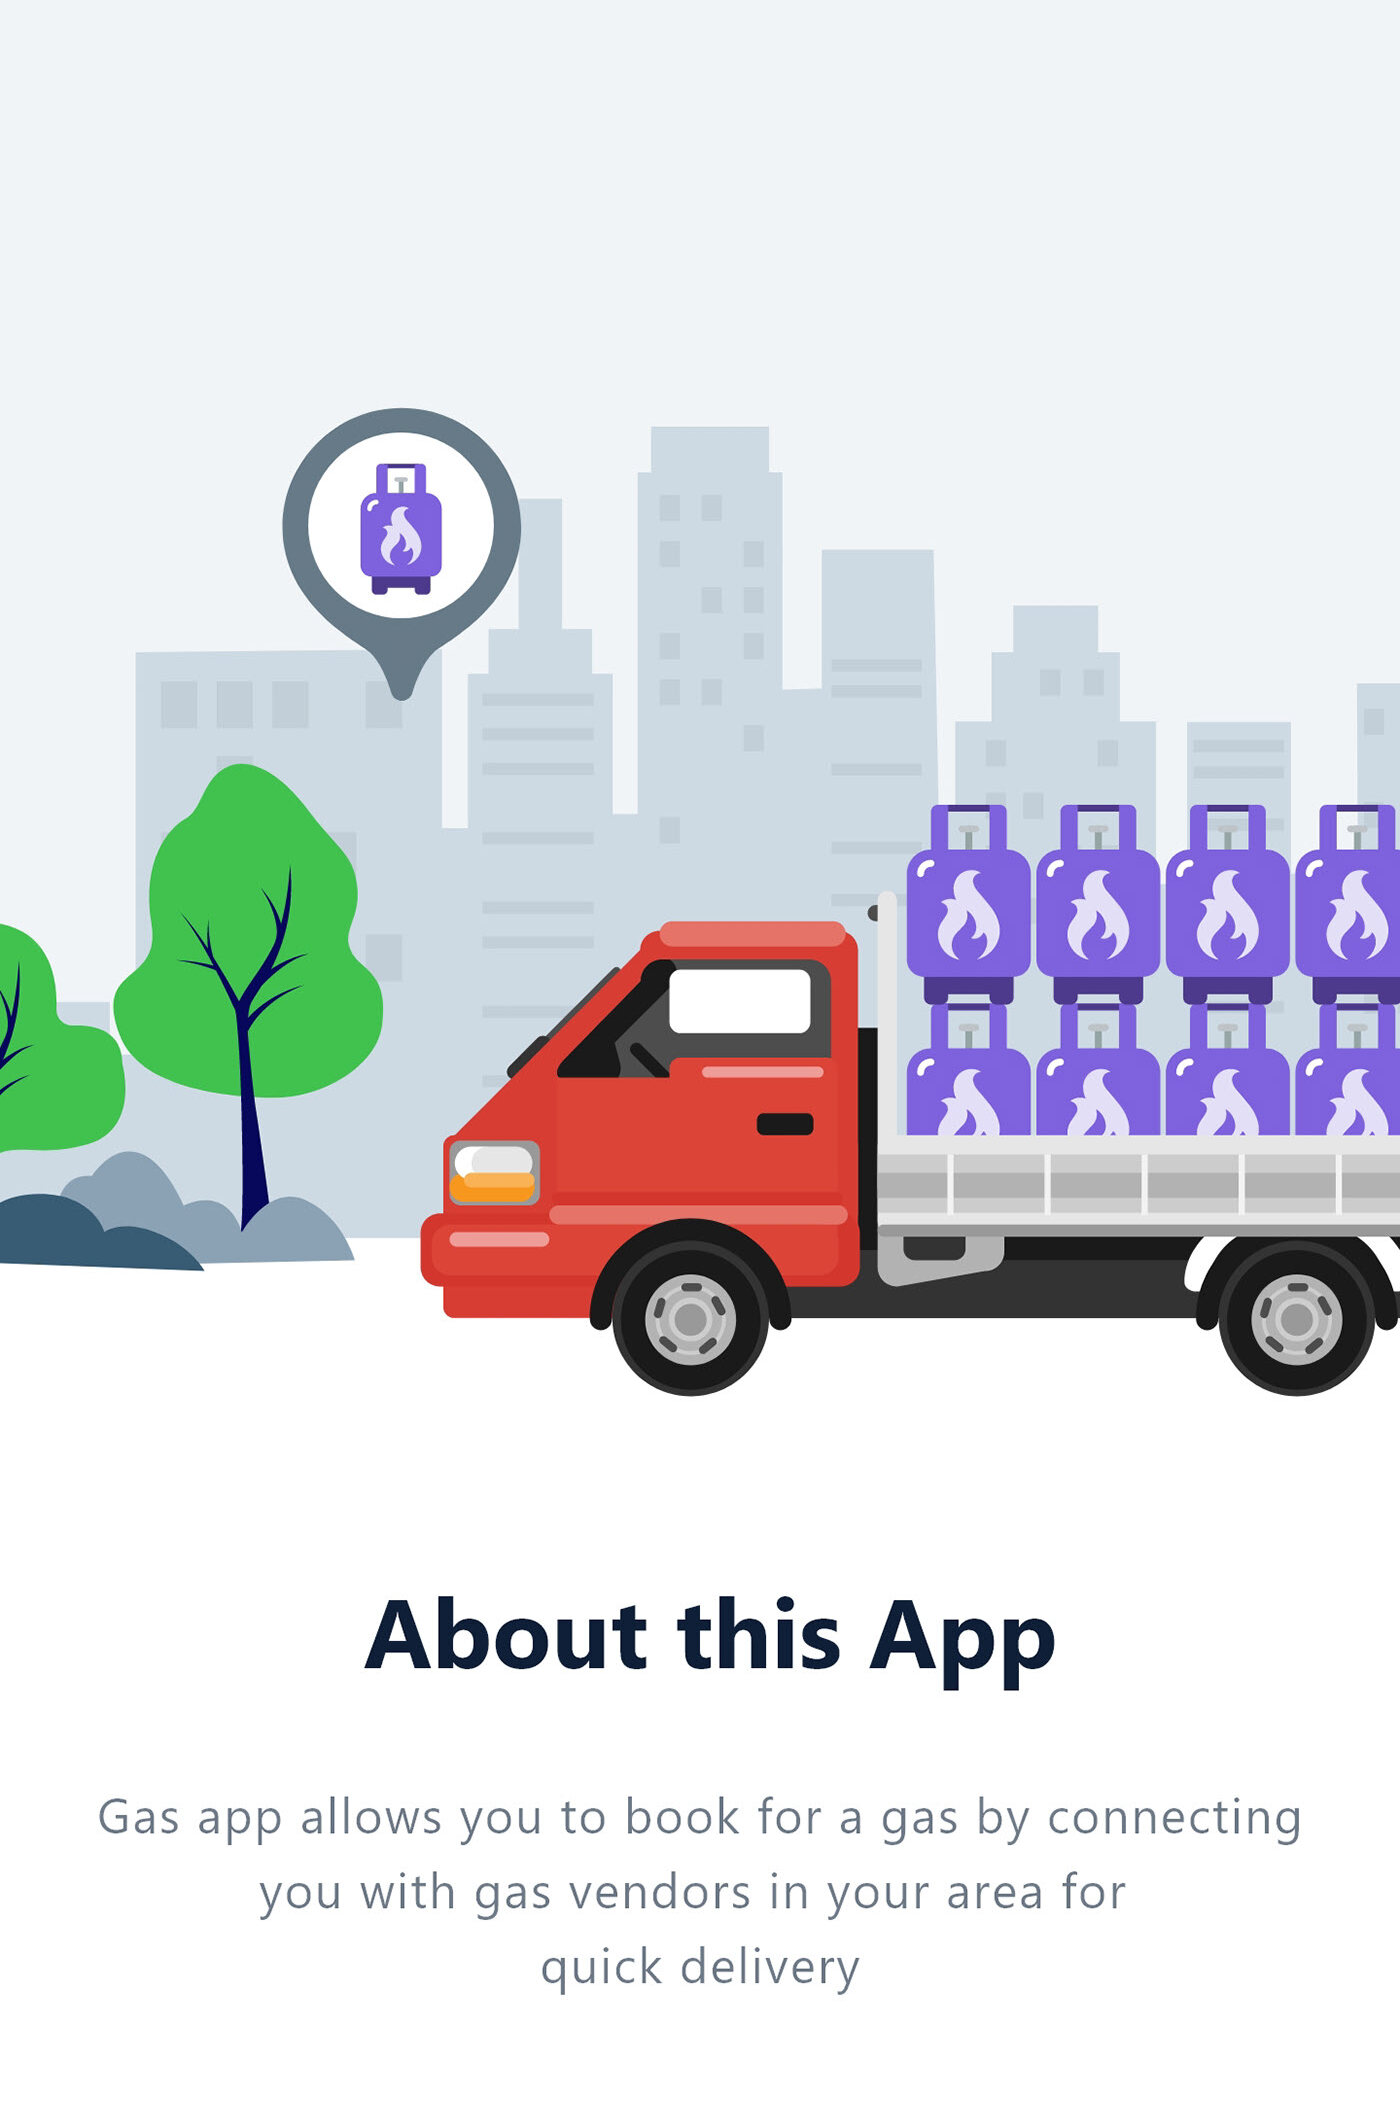 About this App
Gas app allows you to book for a gas by connecting
you with gas vendors in your area for
quick delivery